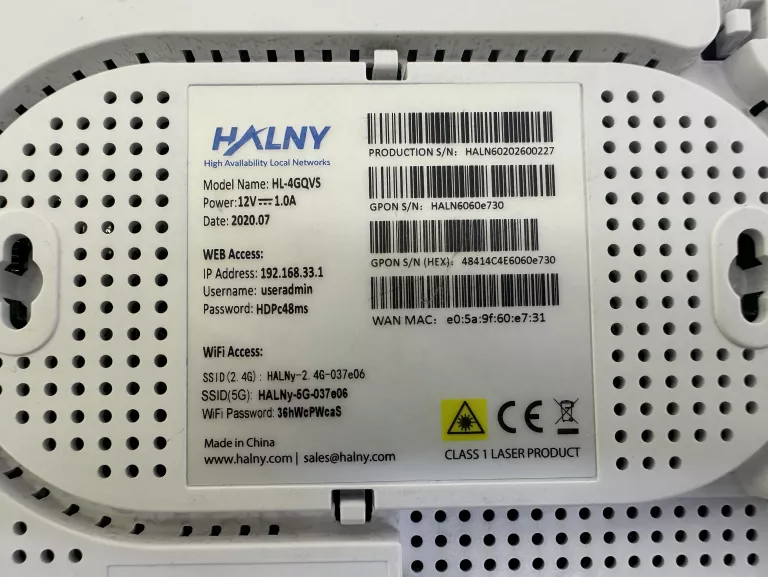 HALNY
High Availability Local Networks
Model Name: HL-4GQVS
Power: 12V⎓1.0A
Date: 2020.07
WEB Access:
IP Address: 192.168.33.1
Username: useradmin
Password: HDPc48ms
WiFi Access:
SSID(2.4G): HALNy-2.4G-037e06
SSID(5G): HALNy-5G-037e06
WiFi Password: 36hWcPWcaS
Made in China
www.halny.com | sales@halny.com
PRODUCTION S/N: HALN60202600227
GPON S/N: HALN6060e730
GPON S/N (HEX): 48414C4E6060e730
WAN MAC: e0:5a:9f:60:e7:31
CE
CLASS 1 LASER PRODUCT